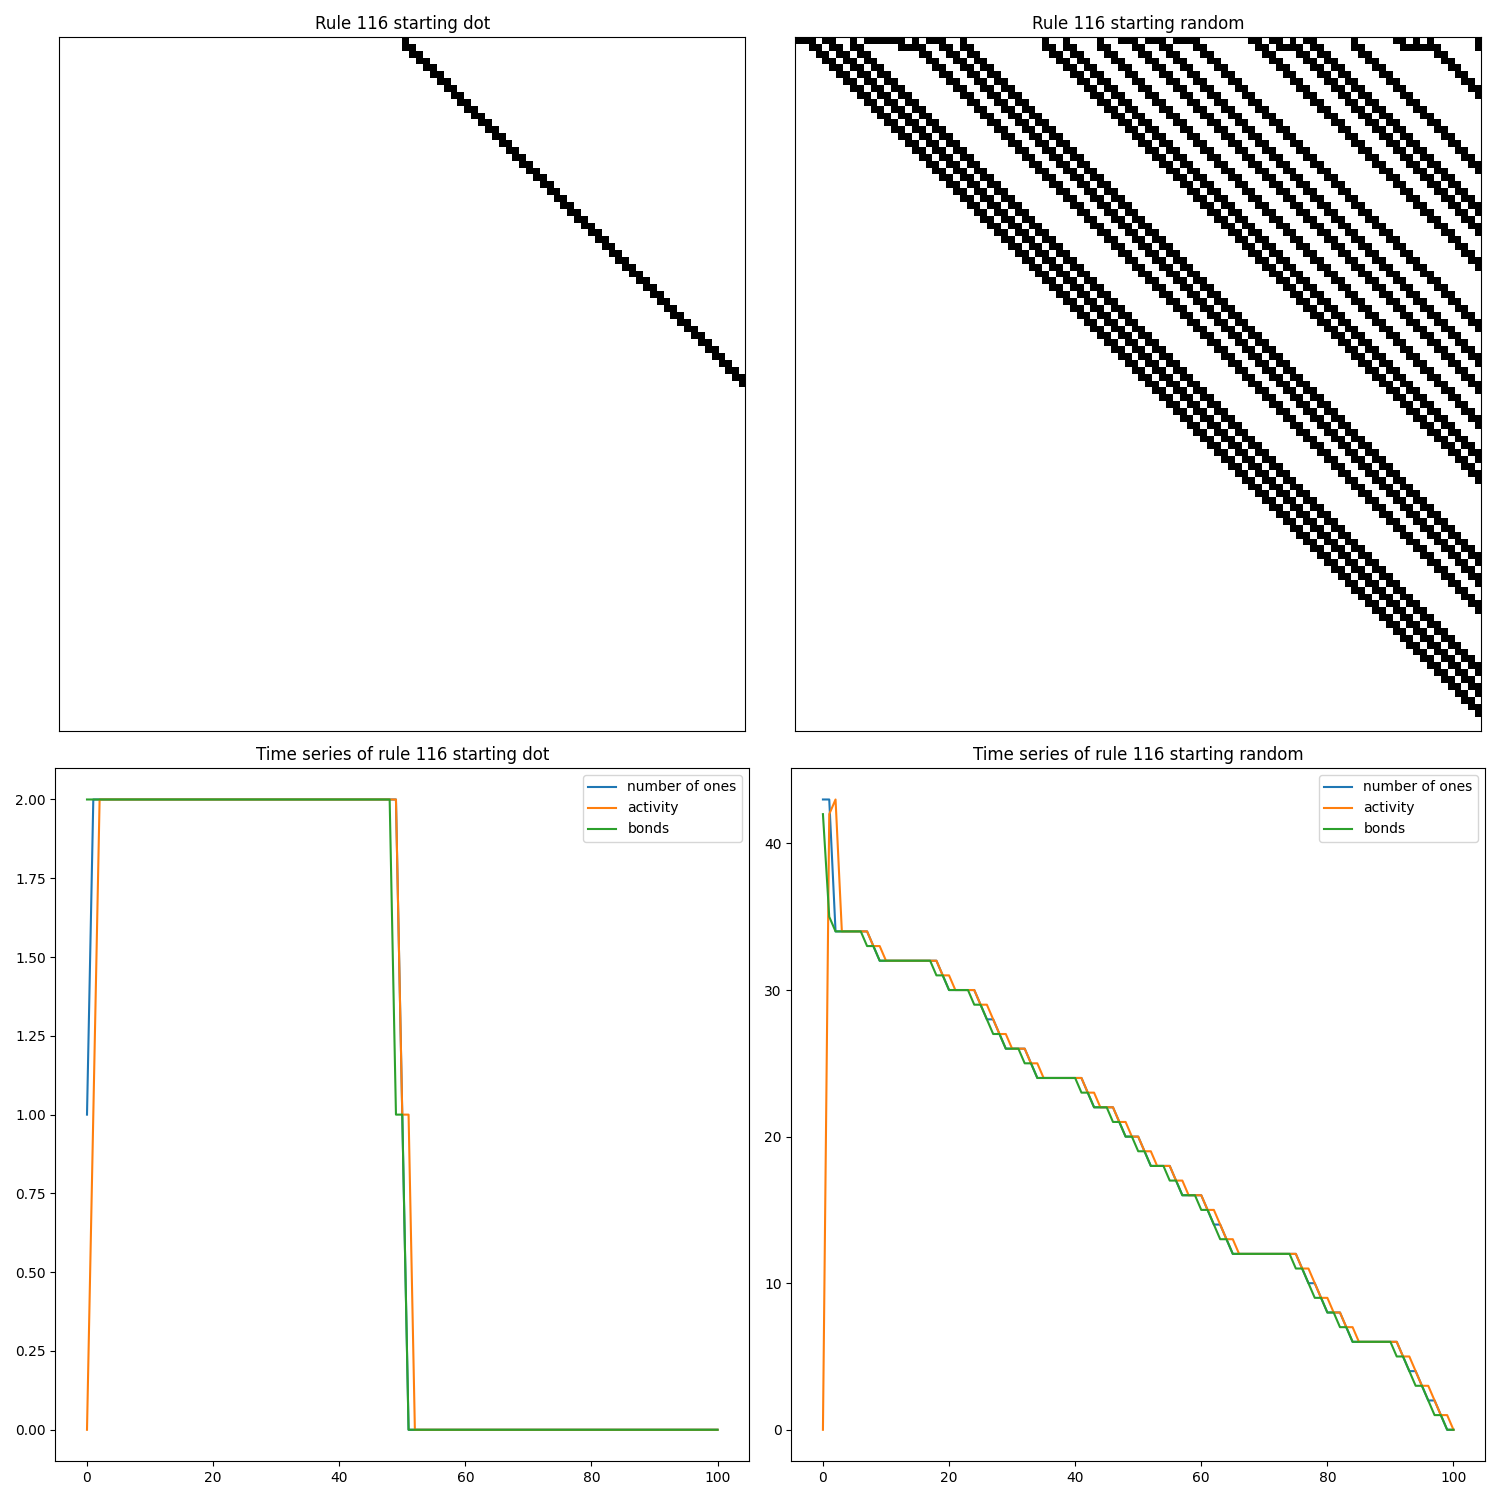 Rule 116 starting dot
Rule 116 starting random
Time series of rule 116 starting dot
2.00
1.75
1.50
1.25
1.00
0.75
0.50
0.25
0.00
0
20
40
60
80
100
number of ones
activity
bonds
Time series of rule 116 starting random
40
30
20
10
0
0
20
40
60
80
100
number of ones
activity
bonds